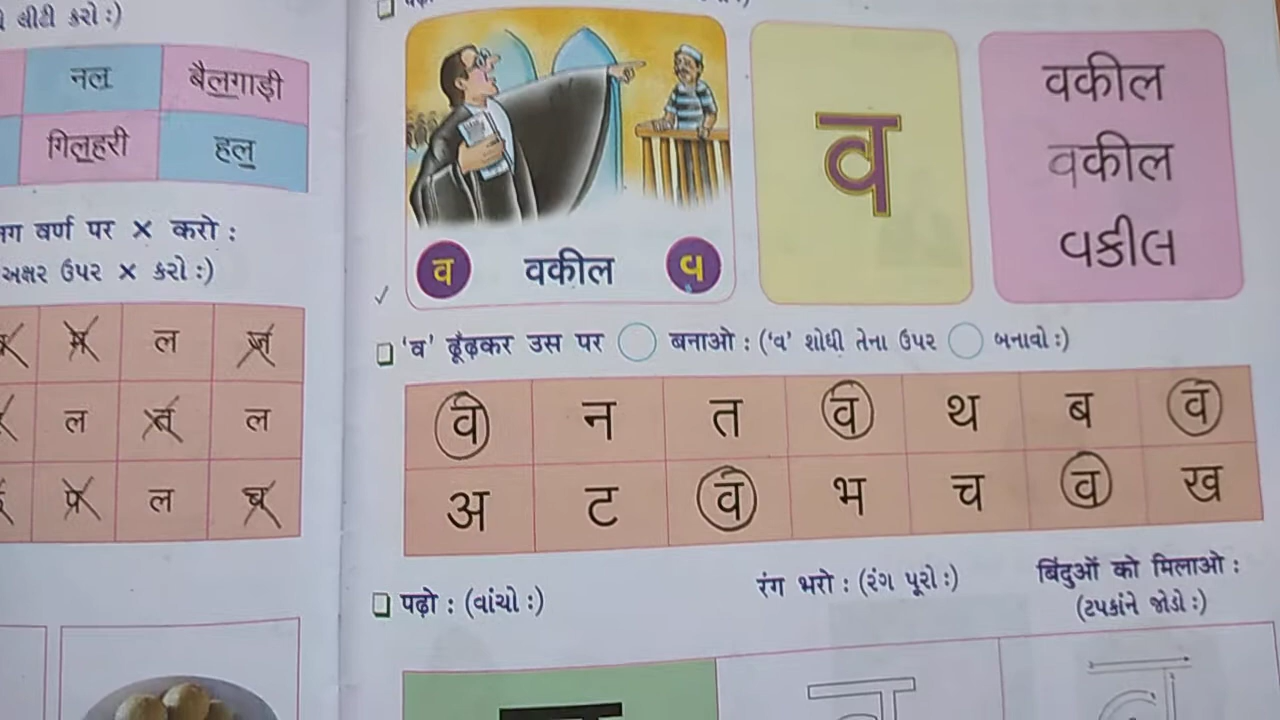 લીટી કરો :)
नल बैलगाड़ी
गिलहरी हल
वर्ण पर × करो :
અક્ષર ઉપર × કરો :)
म ल ज
ल त ल
ल
व वकील વ
व
वकील
वकील
વકીલ
'व' ढूँढ़कर उस पर ○ बनाओ : ('વ' શોધી તેના ઉપર ○ બનાવો :)
व न त व थ ब व
अ ट व भ च व ख
पढ़ो : (વાંચો :)
रंग भरो : (રંગ પૂરો :)
बिंदुओं को मिलाओ :
(ટપકાંને જોડો :)